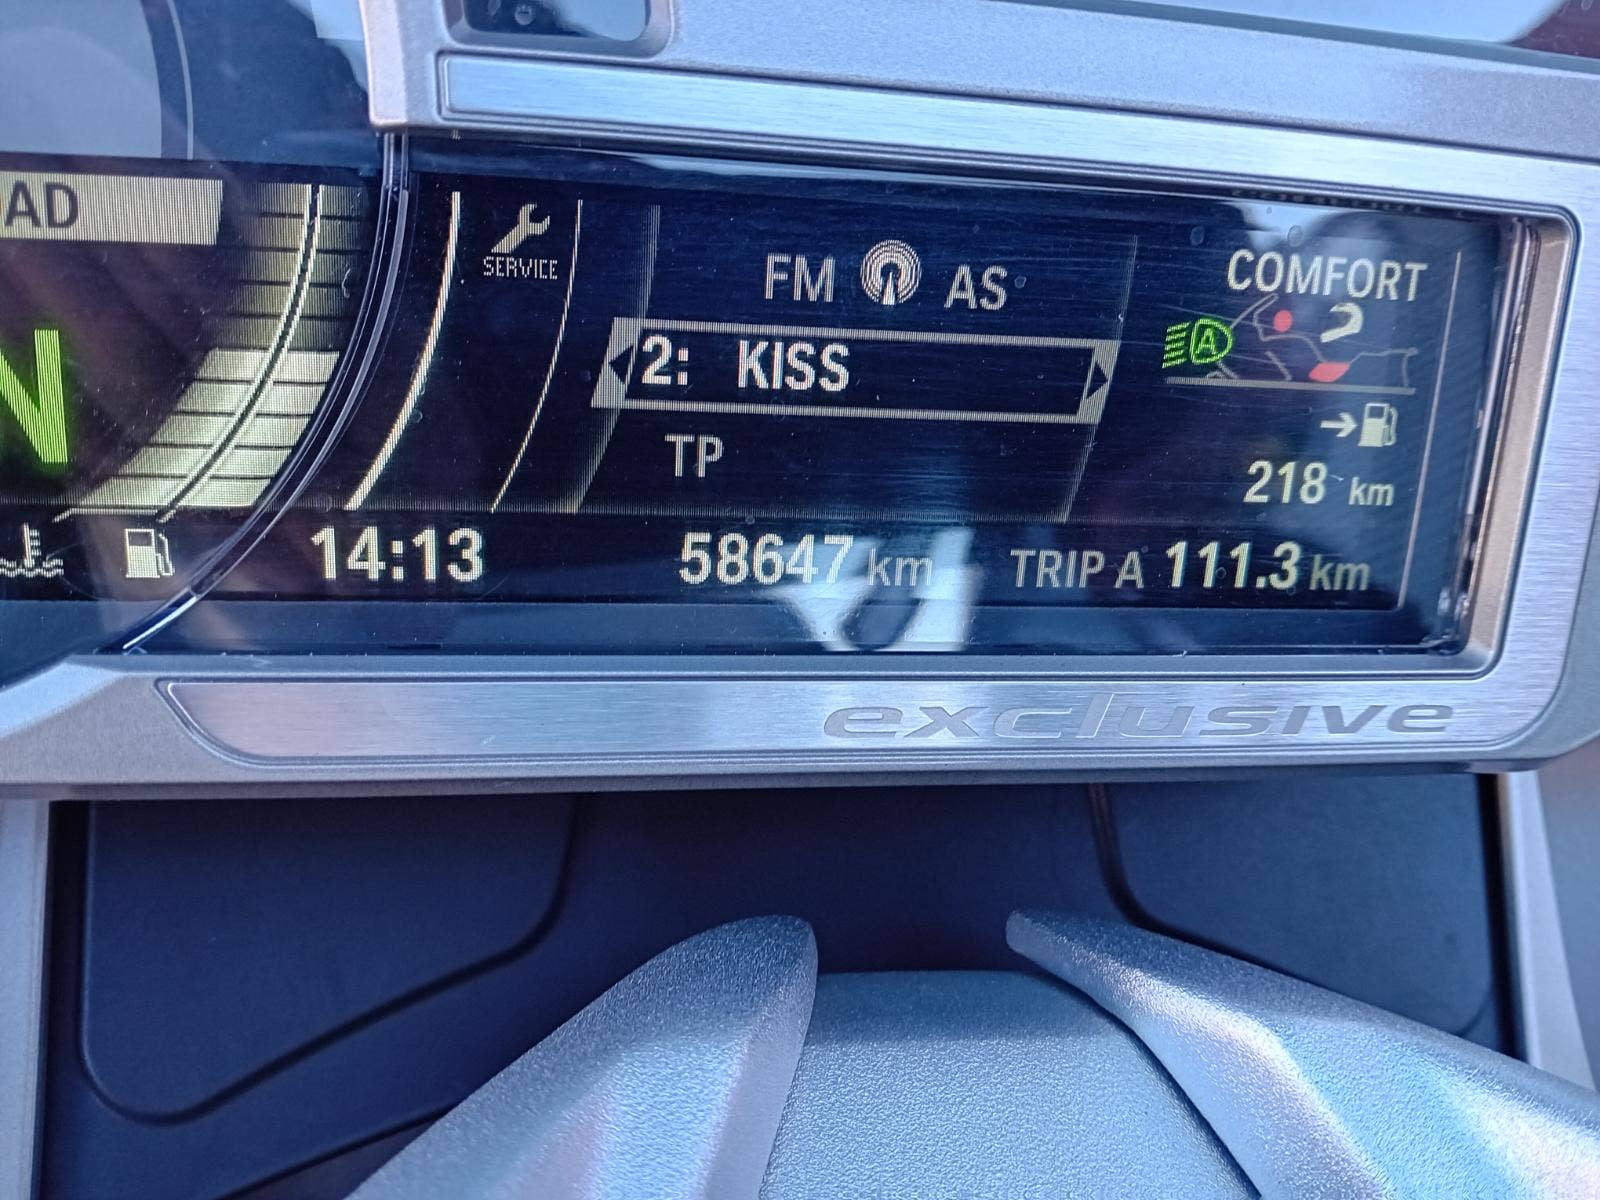 AD
SERVICE
FM AS
COMFORT
2: KISS
A
TP
218 km
N
14:13 58647 km TRIP A 111.3 km
exclusive